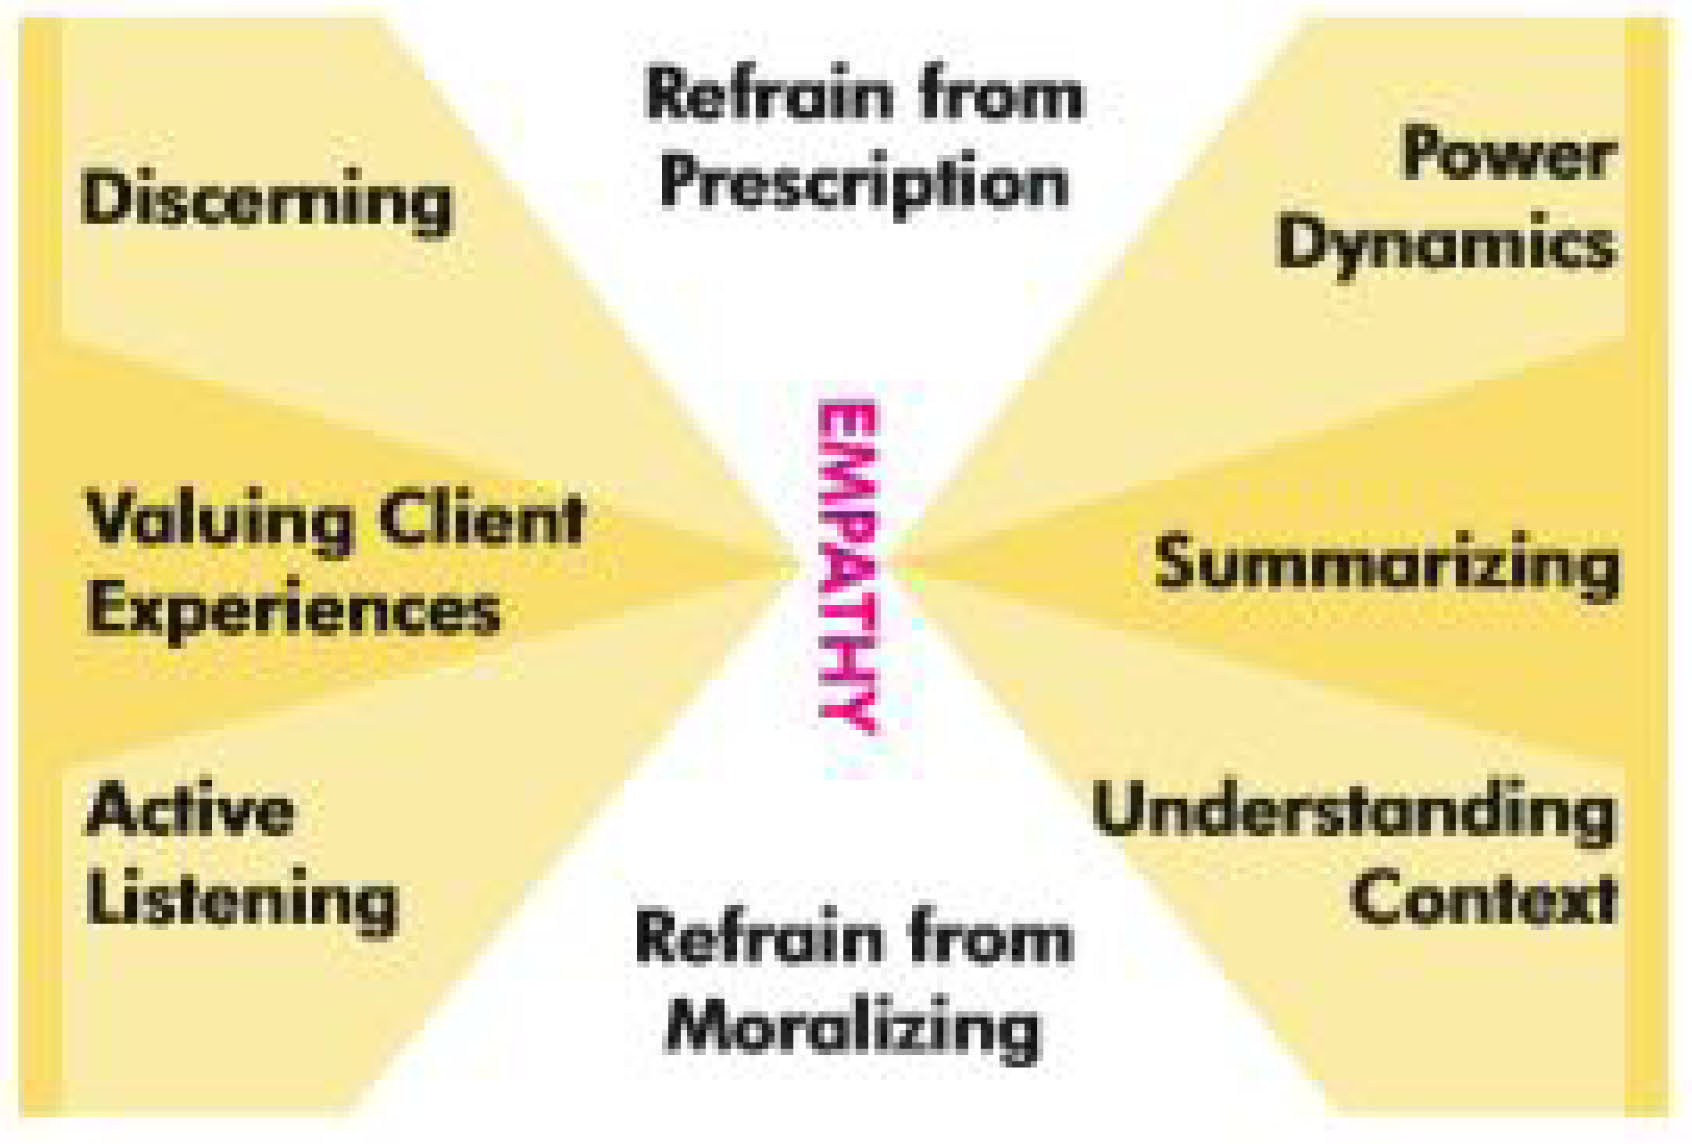 Refrain from
Prescription
Discerning
Power
Dynamics
Valuing Client
Experiences
EMPATHY
Summarizing
Active
Listening
Understanding
Context
Refrain from
Moralizing